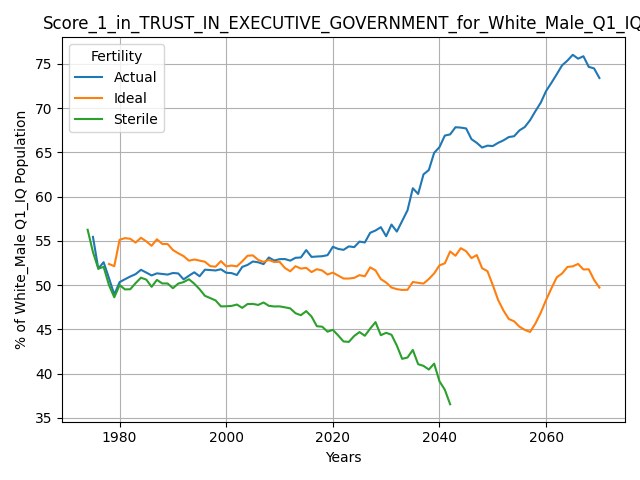 Score_1_in_TRUST_IN_EXECUTIVE_GOVERNMENT_for_White_Male_Q1_IQ
Fertility
Actual
Ideal
Sterile
% of White_Male Q1_IQ Population
75
70
65
60
55
50
45
40
35
1980
2000
2020
2040
2060
Years